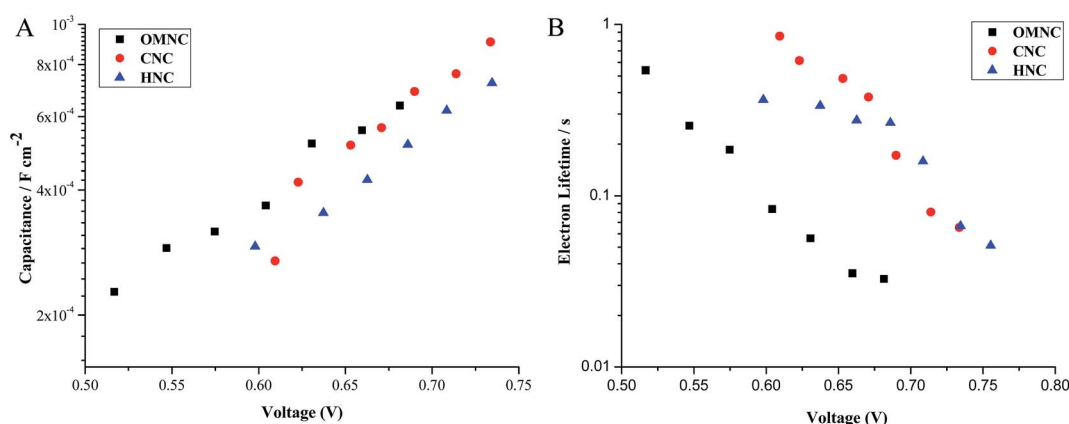 A
OMNC
CNC
HNC
Capacitance / F cm⁻²
10⁻³
8x10⁻⁴
6x10⁻⁴
4x10⁻⁴
2x10⁻⁴
0.50 0.55 0.60 0.65 0.70 0.75
Voltage (V)
B
OMNC
CNC
HNC
Electron Lifetime / s
1
0.1
0.01
0.50 0.55 0.60 0.65 0.70 0.75 0.80
Voltage (V)